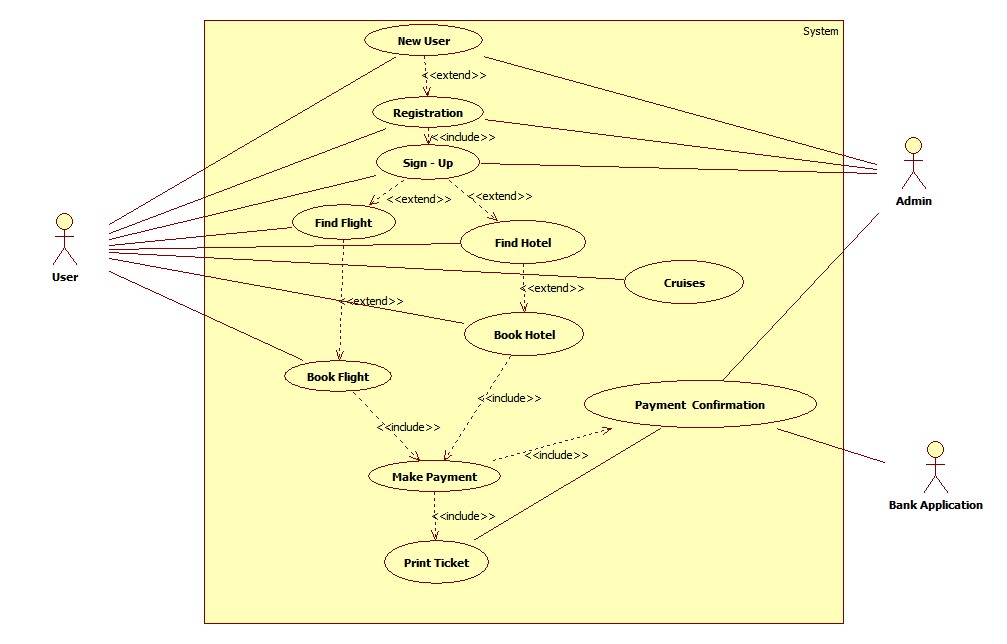 System
New User
<<extend>>
Registration
<<include>>
Sign - Up
<<extend>>
<<extend>>
Find Flight
Find Hotel
Cruises
<<extend>>
<<extend>>
Book Hotel
Book Flight
Payment  Confirmation
<<include>>
<<include>>
<<include>>
Make Payment
<<include>>
Print Ticket
User
Admin
Bank Application